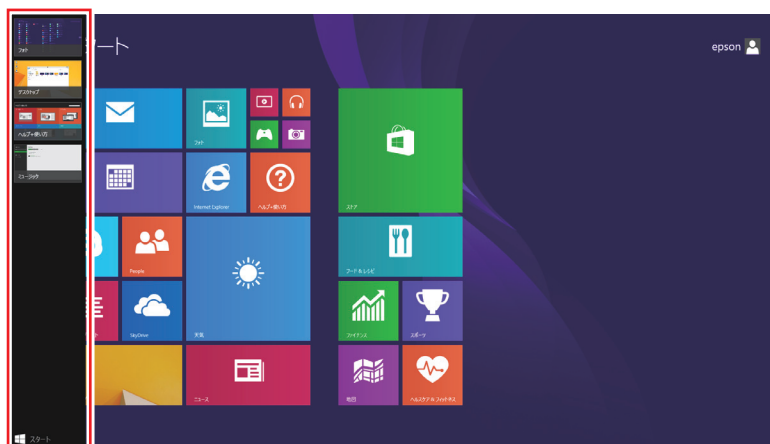 フォト
デスクトップ
ヘルプ+使い方
ミュージック
スタート
ート
epson
フォト
Internet Explorer
ヘルプ+使い方
People
SkyDrive
天気
ニュース
ストア
フード & レシピ
ファイナンス
スポーツ
地図
ヘルスケア & フィットネス